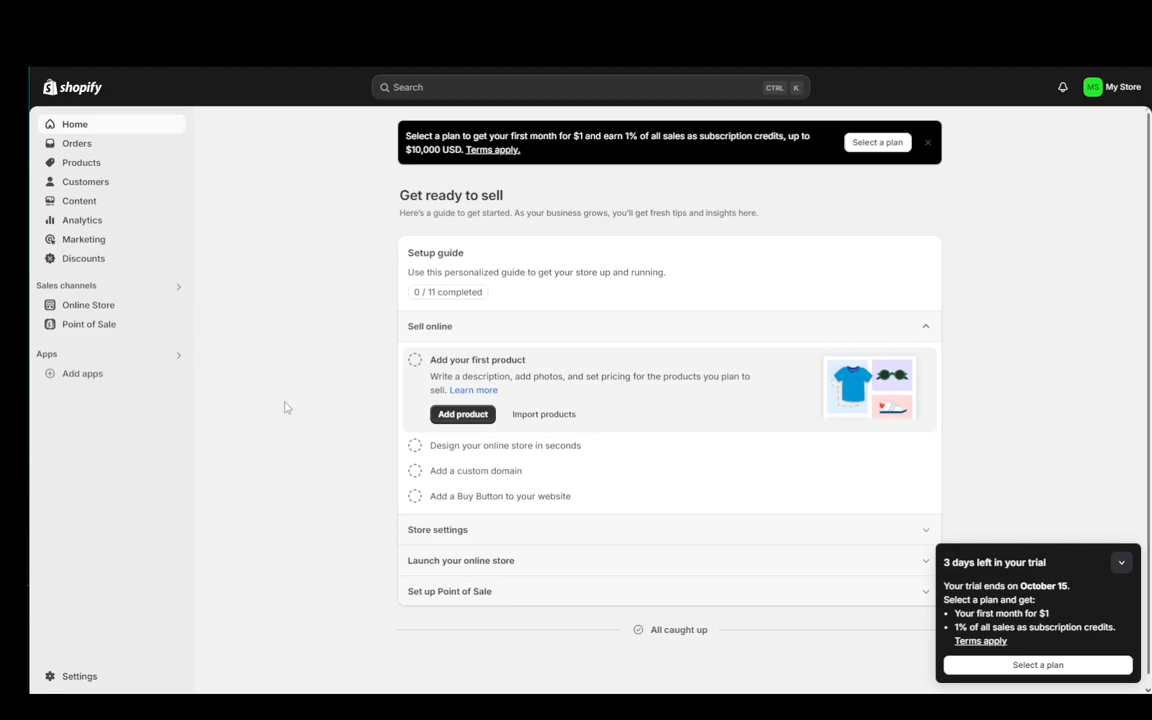 shopify
Search
CTRL K
MS My Store
Home
Orders
Products
Customers
Content
Analytics
Marketing
Discounts
Sales channels
Online Store
Point of Sale
Apps
Add apps
Settings
Select a plan to get your first month for $1 and earn 1% of all sales as subscription credits, up to
$10,000 USD. Terms apply.
Select a plan
Get ready to sell
Here's a guide to get started. As your business grows, you'll get fresh tips and insights here.
Setup guide
Use this personalized guide to get your store up and running.
0 / 11 completed
Sell online
Add your first product
Write a description, add photos, and set pricing for the products you plan to
sell. Learn more
Add product Import products
Design your online store in seconds
Add a custom domain
Add a Buy Button to your website
Store settings
Launch your online store
Set up Point of Sale
All caught up
3 days left in your trial
Your trial ends on October 15.
Select a plan and get:
• Your first month for $1
• 1% of all sales as subscription credits.
Terms apply
Select a plan